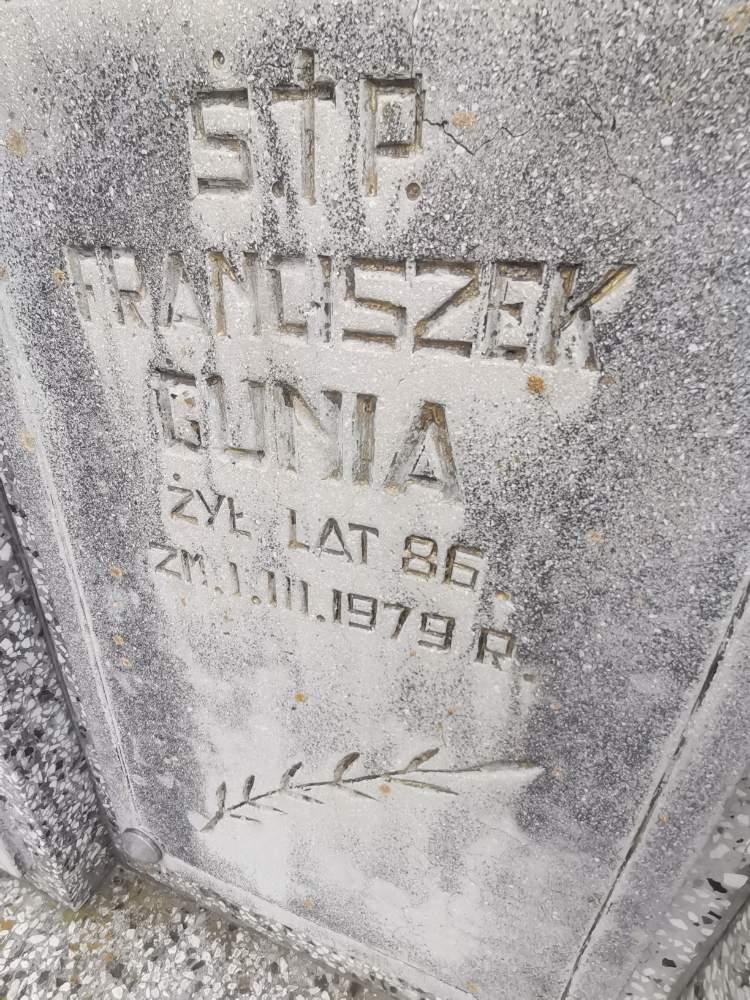 Ś.†P.
FRANCISZEK
GUNIA
ŻYŁ LAT 86.
ZM.1.III.1979 R.